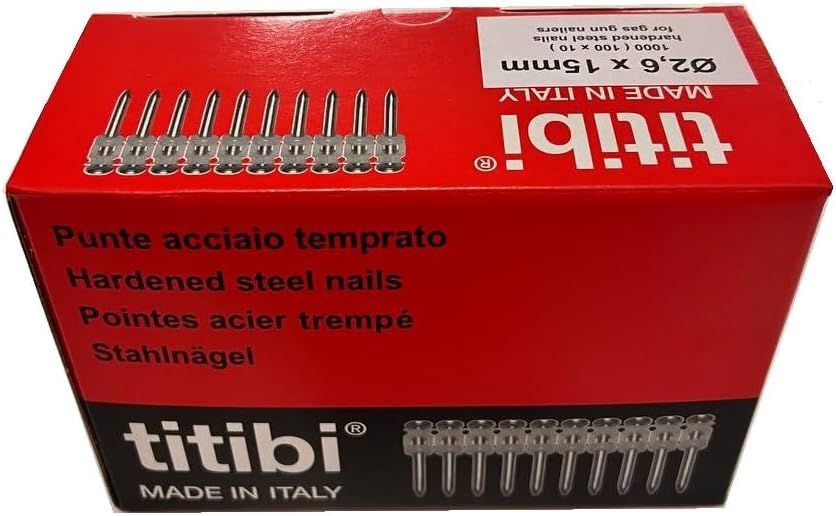 Ø2,6 x 15mm
1000 ( 100 x 10 )
hardened steel nails
for gas gun nailers
titibi®
MADE IN ITALY
Punte acciaio temprato
Hardened steel nails
Pointes acier trempé
Stahlnägel
titibi®
MADE IN ITALY